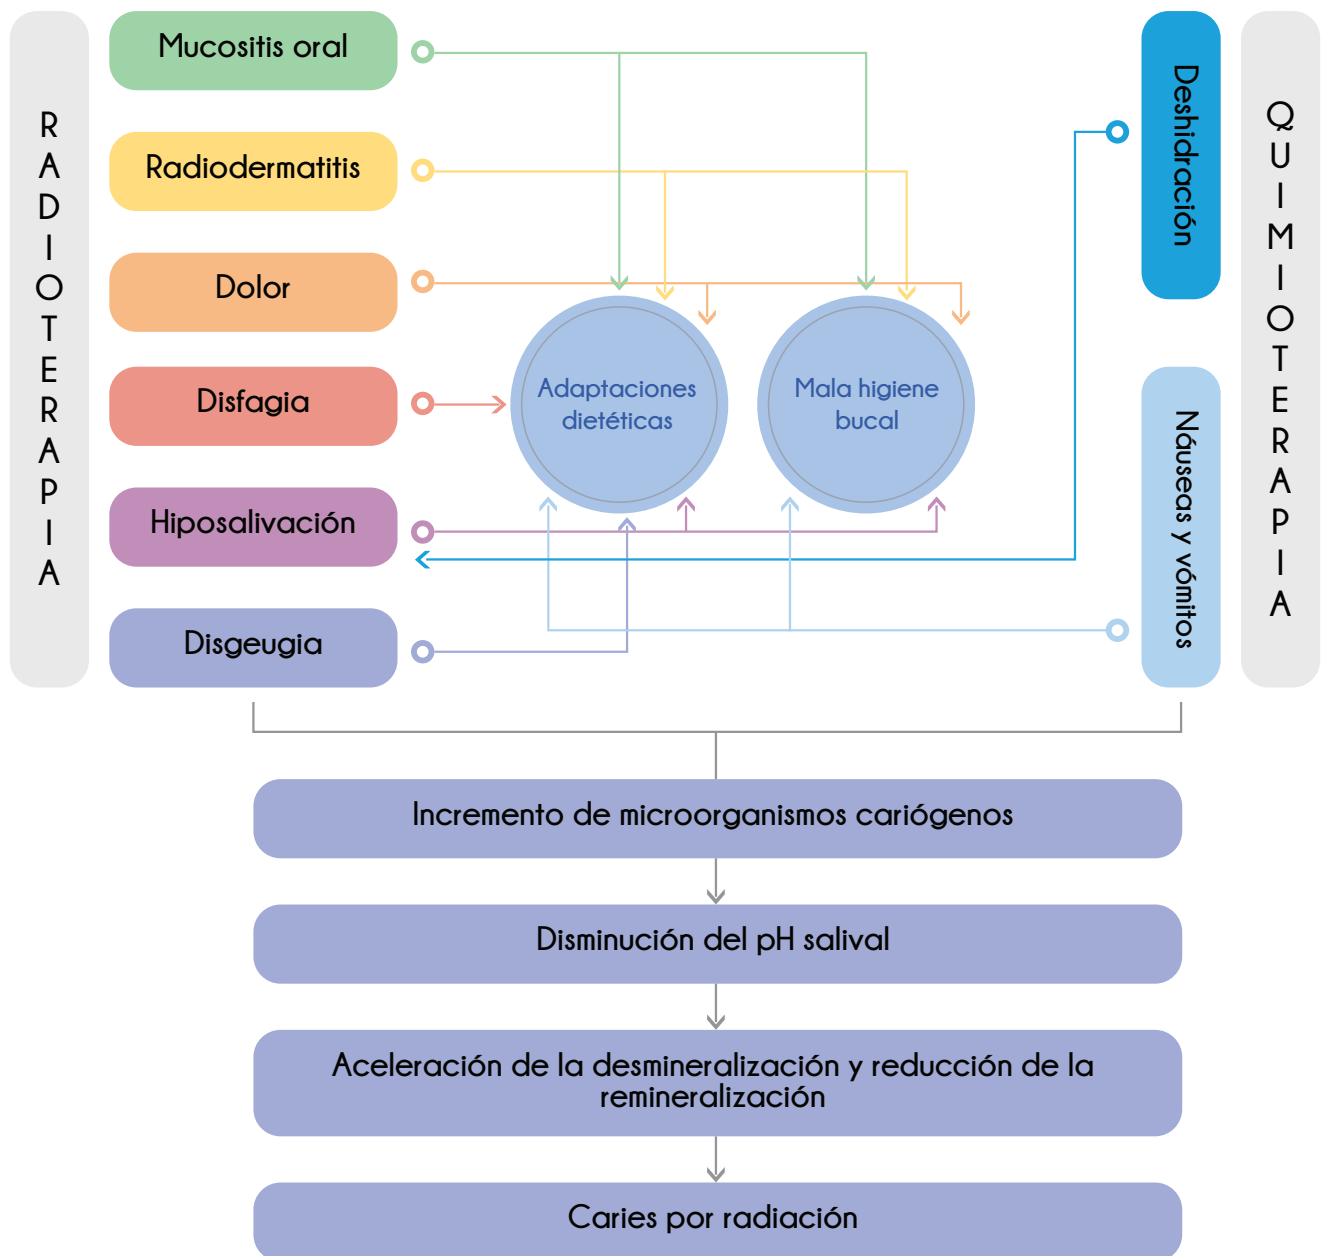 RADIOTERAPIA
Mucositis oral
Radiodermatitis
Dolor
Disfagia
Hiposalivación
Disgeugia
Adaptaciones
dietéticas
Mala higiene
bucal
Deshidración
Náuseas y vómitos
QUIMIOTERAPIA
Incremento de microorganismos cariógenos
Disminución del pH salival
Aceleración de la desmineralización y reducción de la
remineralización
Caries por radiación